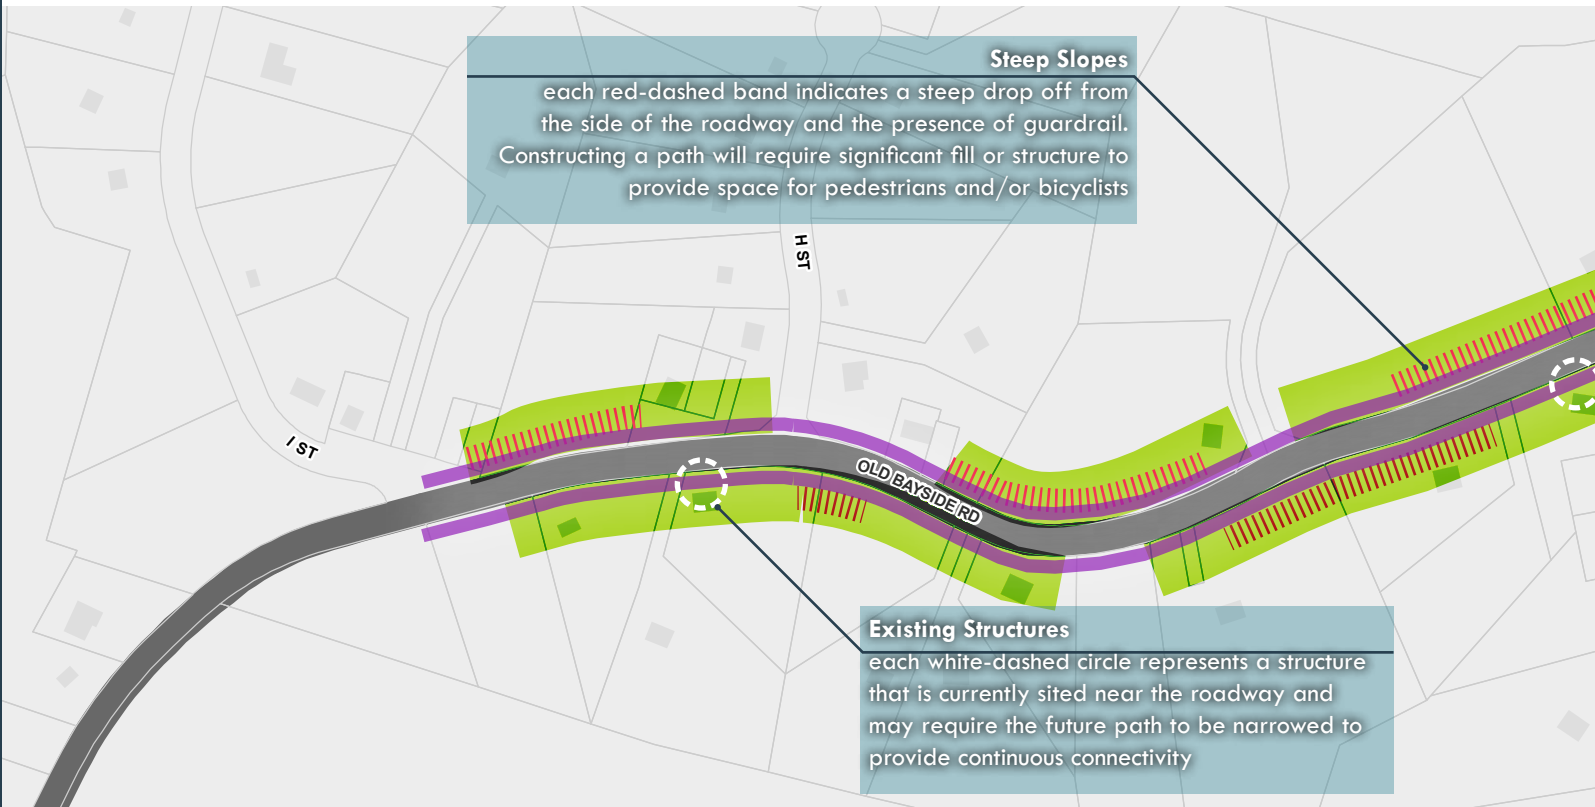 Steep Slopes
each red-dashed band indicates a steep drop off from
the side of the roadway and the presence of guardrail.
Constructing a path will require significant fill or structure to
provide space for pedestrians and/or bicyclists
H ST
I ST
OLD BAYSIDE RD
Existing Structures
each white-dashed circle represents a structure
that is currently sited near the roadway and
may require the future path to be narrowed to
provide continuous connectivity